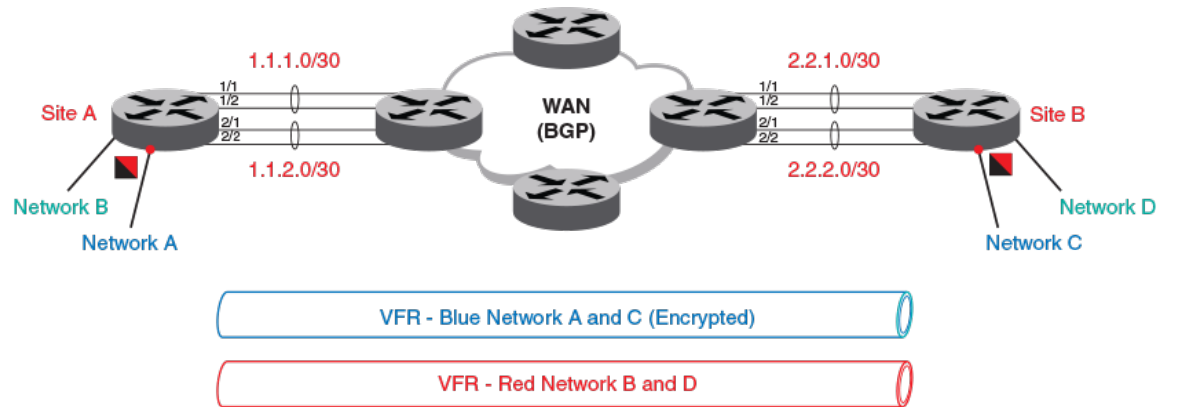 1.1.1.0/30
2.2.1.0/30
1/1
1/2
2/1
2/2
1/1
1/2
2/1
2/2
Site A
WAN
(BGP)
Site B
1.1.2.0/30
2.2.2.0/30
Network B
Network A
Network D
Network C
VFR - Blue Network A and C (Encrypted)
VFR - Red Network B and D